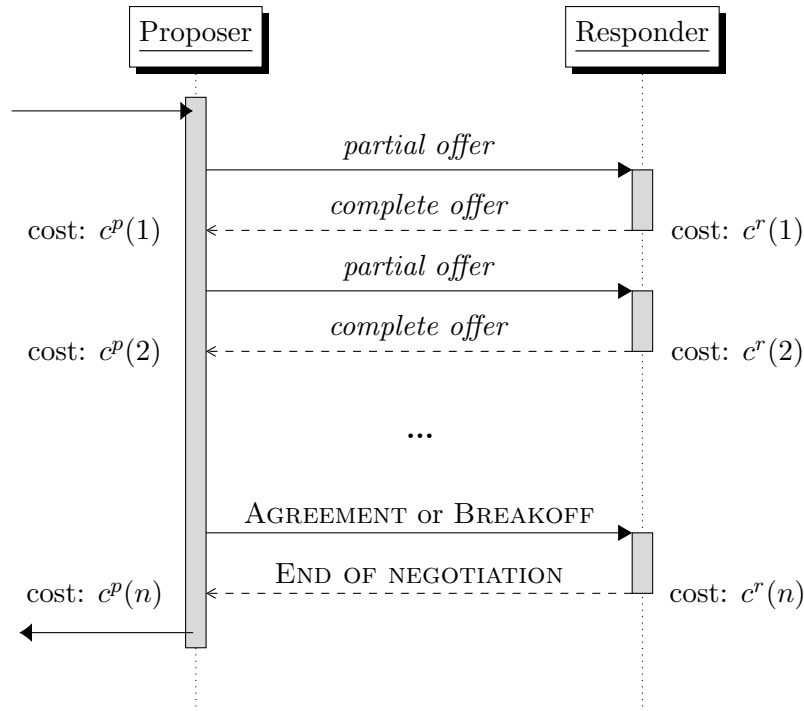 Proposer
Responder
partial offer
complete offer
cost: c^p(1)
cost: c^r(1)
partial offer
complete offer
cost: c^p(2)
cost: c^r(2)
...
AGREEMENT or BREAKOFF
END OF NEGOTIATION
cost: c^p(n)
cost: c^r(n)